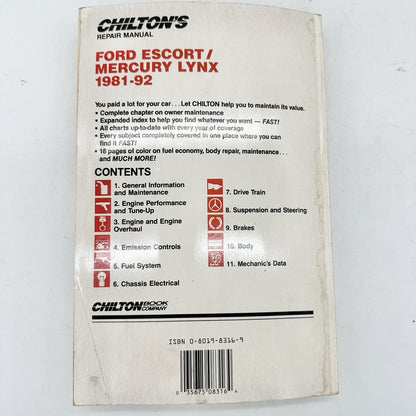 CHILTON'S
REPAIR MANUAL
FORD ESCORT/
MERCURY LYNX
1981-92
You paid a lot for your car. . .Let CHILTON help you to maintain its value.
• Complete chapter on owner maintenance
• Expanded index to help you find whatever you want — FAST!
• All charts up-to-date with every year of coverage
• Every subject completely covered in one place where you can
find it FAST!
• 16 pages of color on fuel economy, body repair, maintenance. . .
and MUCH MORE!
CONTENTS
1. General Information
and Maintenance
2. Engine Performance
and Tune-Up
3. Engine and Engine
Overhaul
4. Emission Controls
5. Fuel System
6. Chassis Electrical
7. Drive Train
8. Suspension and Steering
9. Brakes
10. Body
11. Mechanic's Data
CHILTON BOOK
COMPANY
ISBN 0-8019-8316-9
0 35675 08316 4